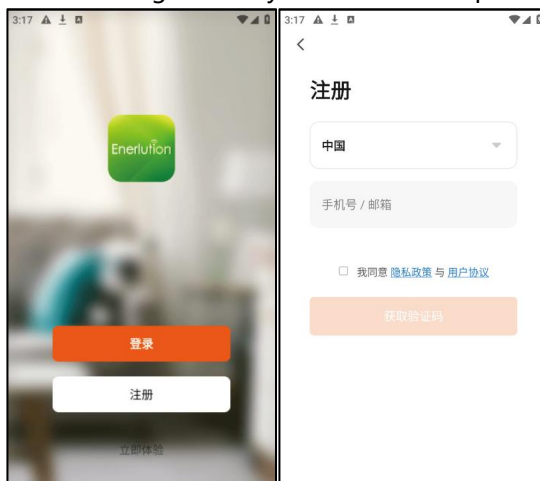 3:17
Enerlution
登录
注册
立即体验
3:17
注册
中国
手机号 / 邮箱
我同意 隐私政策 与 用户协议
获取验证码